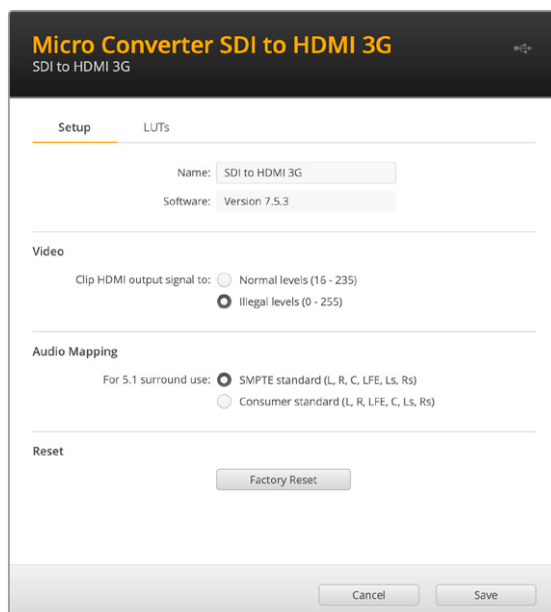 Micro Converter SDI to HDMI 3G
SDI to HDMI 3G
Setup LUTs
Name: SDI to HDMI 3G
Software: Version 7.5.3
Video
Clip HDMI output signal to: Normal levels (16 - 235)
Illegal levels (0 - 255)
Audio Mapping
For 5.1 surround use: SMPTE standard (L, R, C, LFE, Ls, Rs)
Consumer standard (L, R, LFE, C, Ls, Rs)
Reset
Factory Reset
Cancel Save